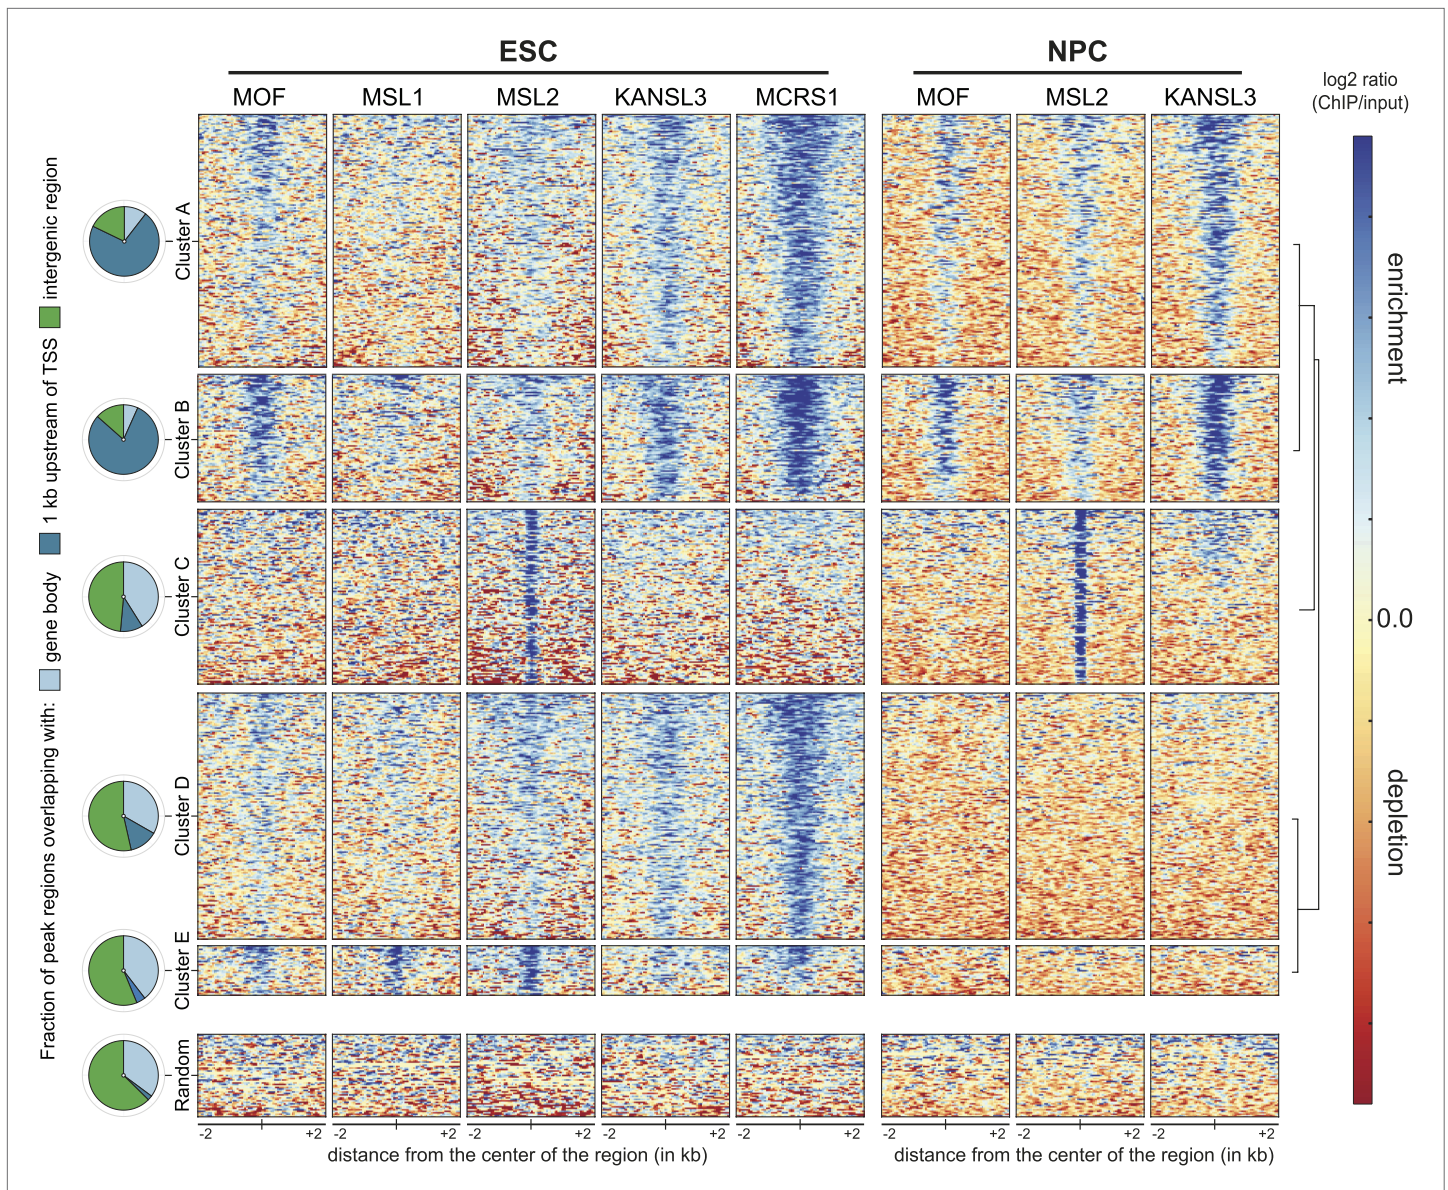 ESC
NPC
MOF
MSL1
MSL2
KANSL3
MCRS1
MOF
MSL2
KANSL3
log2 ratio
(ChIP/input)
Fraction of peak regions overlapping with: gene body 1 kb upstream of TSS intergenic region
Cluster A
Cluster B
Cluster C
Cluster D
Cluster E
Random
enrichment
0.0
depletion
-2 +2 -2 +2 -2 +2 -2 +2 -2 +2 -2 +2 -2 +2 -2 +2
distance from the center of the region (in kb)
distance from the center of the region (in kb)